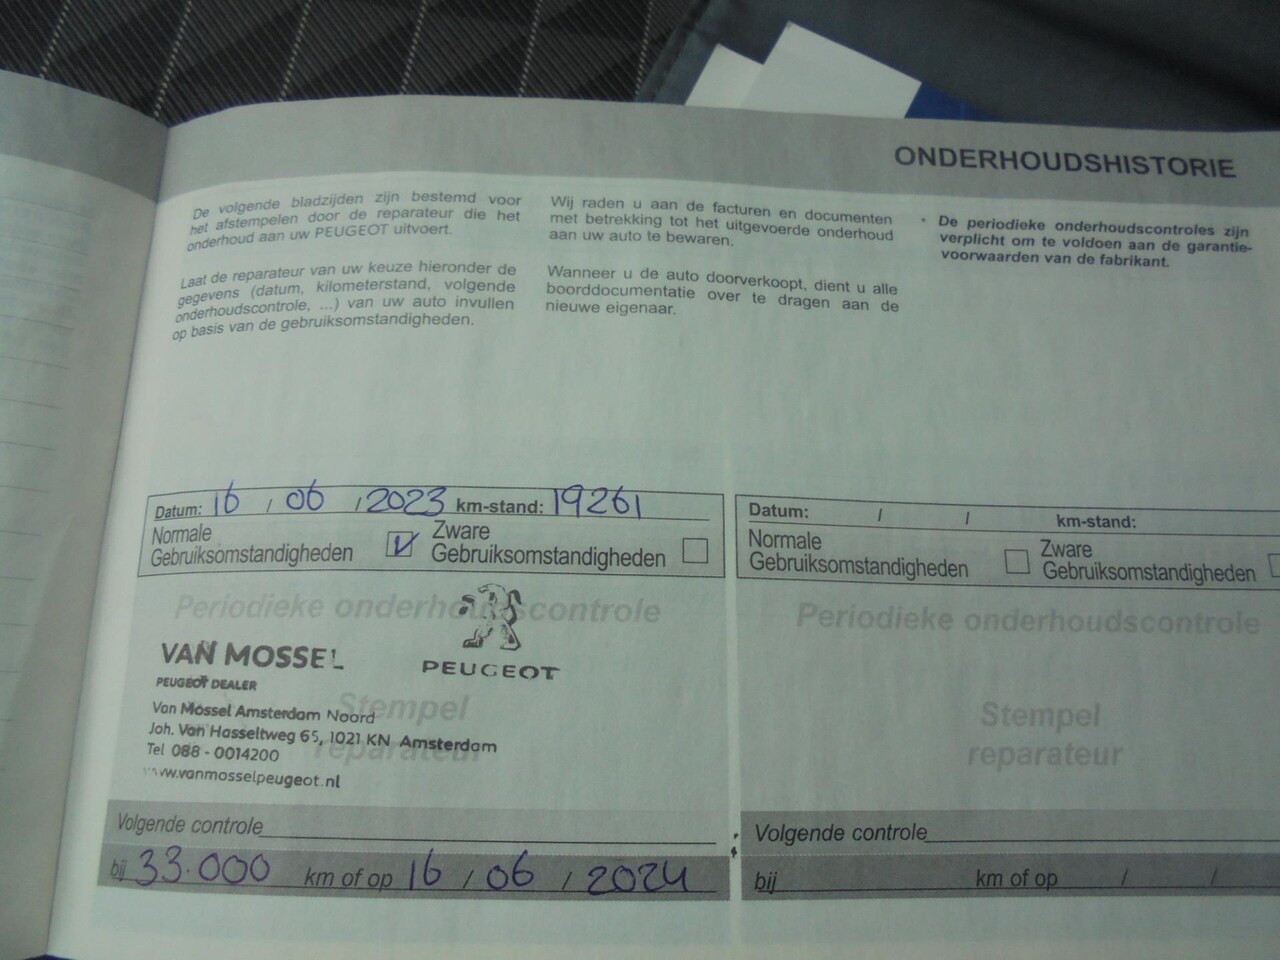 ONDERHOUDSHISTORIE
De volgende bladzijden zijn bestemd voor
het afstempelen door de reparateur die het
onderhoud aan uw PEUGEOT uitvoert.
Laat de reparateur van uw keuze hieronder de
gegevens (datum, kilometerstand, volgende
onderhoudscontrole, ...) van uw auto invullen
op basis van de gebruiksomstandigheden.
Wij raden u aan de facturen en documenten
met betrekking tot het uitgevoerde onderhoud
aan uw auto te bewaren.
Wanneer u de auto doorverkoopt, dient u alle
boorddocumentatie over te dragen aan de
nieuwe eigenaar.
• De periodieke onderhoudscontroles zijn
verplicht om te voldoen aan de garantie-
voorwaarden van de fabrikant.
Datum: 16 / 06 / 2023 km-stand: 19261
Normale
Gebruiksomstandigheden
Zware
Gebruiksomstandigheden
Periodieke onderhoudscontrole
PEUGEOT
VAN MOSSEL
PEUGEOT DEALER
Stempel
reparateur
Van Mossel Amsterdam Noord
Joh. Van Hasseltweg 65, 1021 KN Amsterdam
Tel 088 - 0014200
www.vanmosselpeugeot.nl
Volgende controle
bij 33.000 km of op 16 / 06 / 2024
Datum: / / km-stand:
Normale
Gebruiksomstandigheden
Zware
Gebruiksomstandigheden
Periodieke onderhoudscontrole
Stempel
reparateur
Volgende controle
bij km of op / /